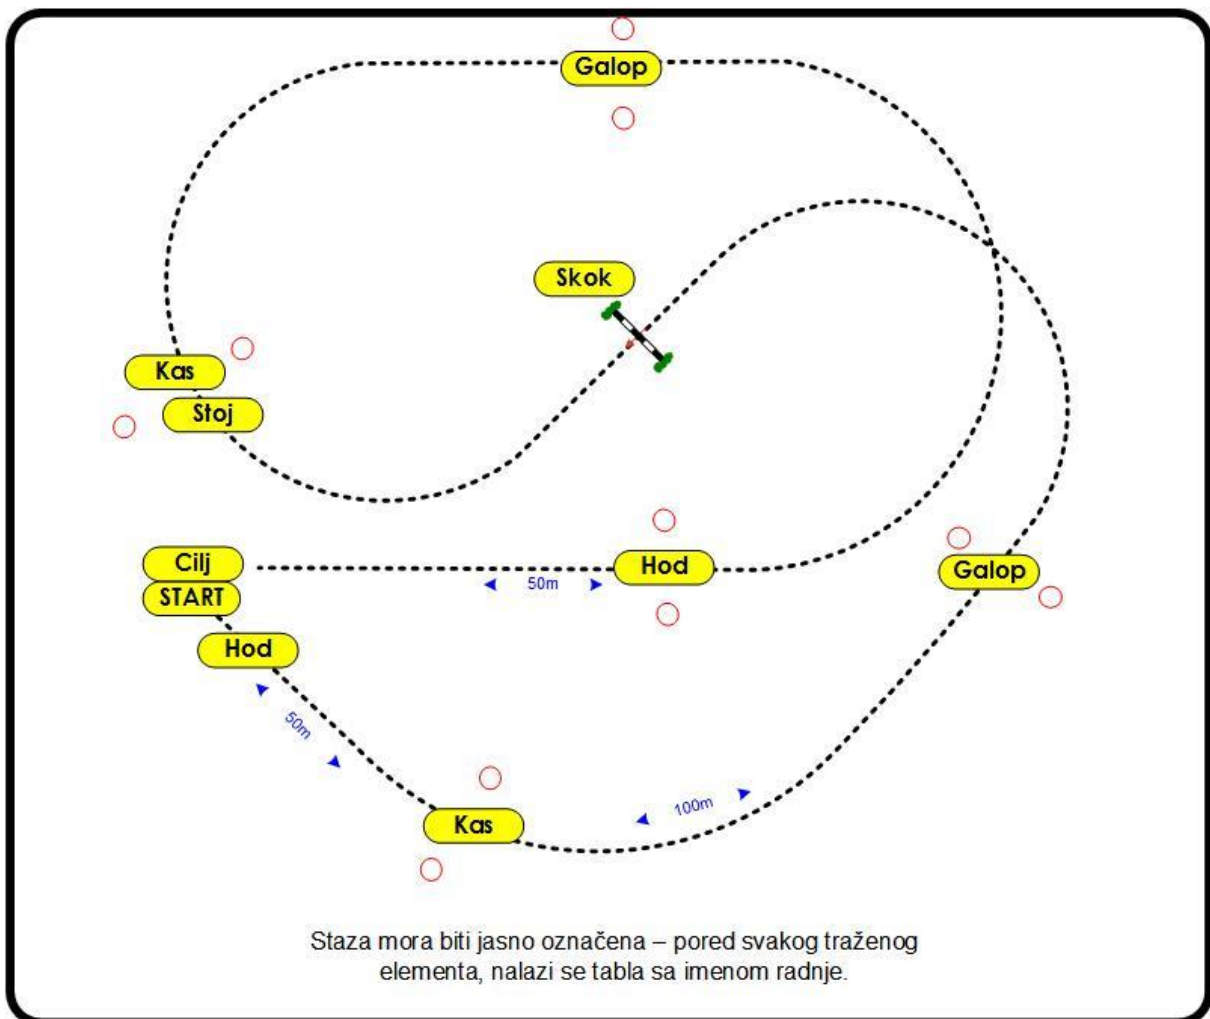 Galop
Skok
Kas
Stoj
Cilj
START
Hod
50m
Hod
Galop
50m
100m
Kas
Staza mora biti jasno označena – pored svakog traženog
elementa, nalazi se tabla sa imenom radnje.